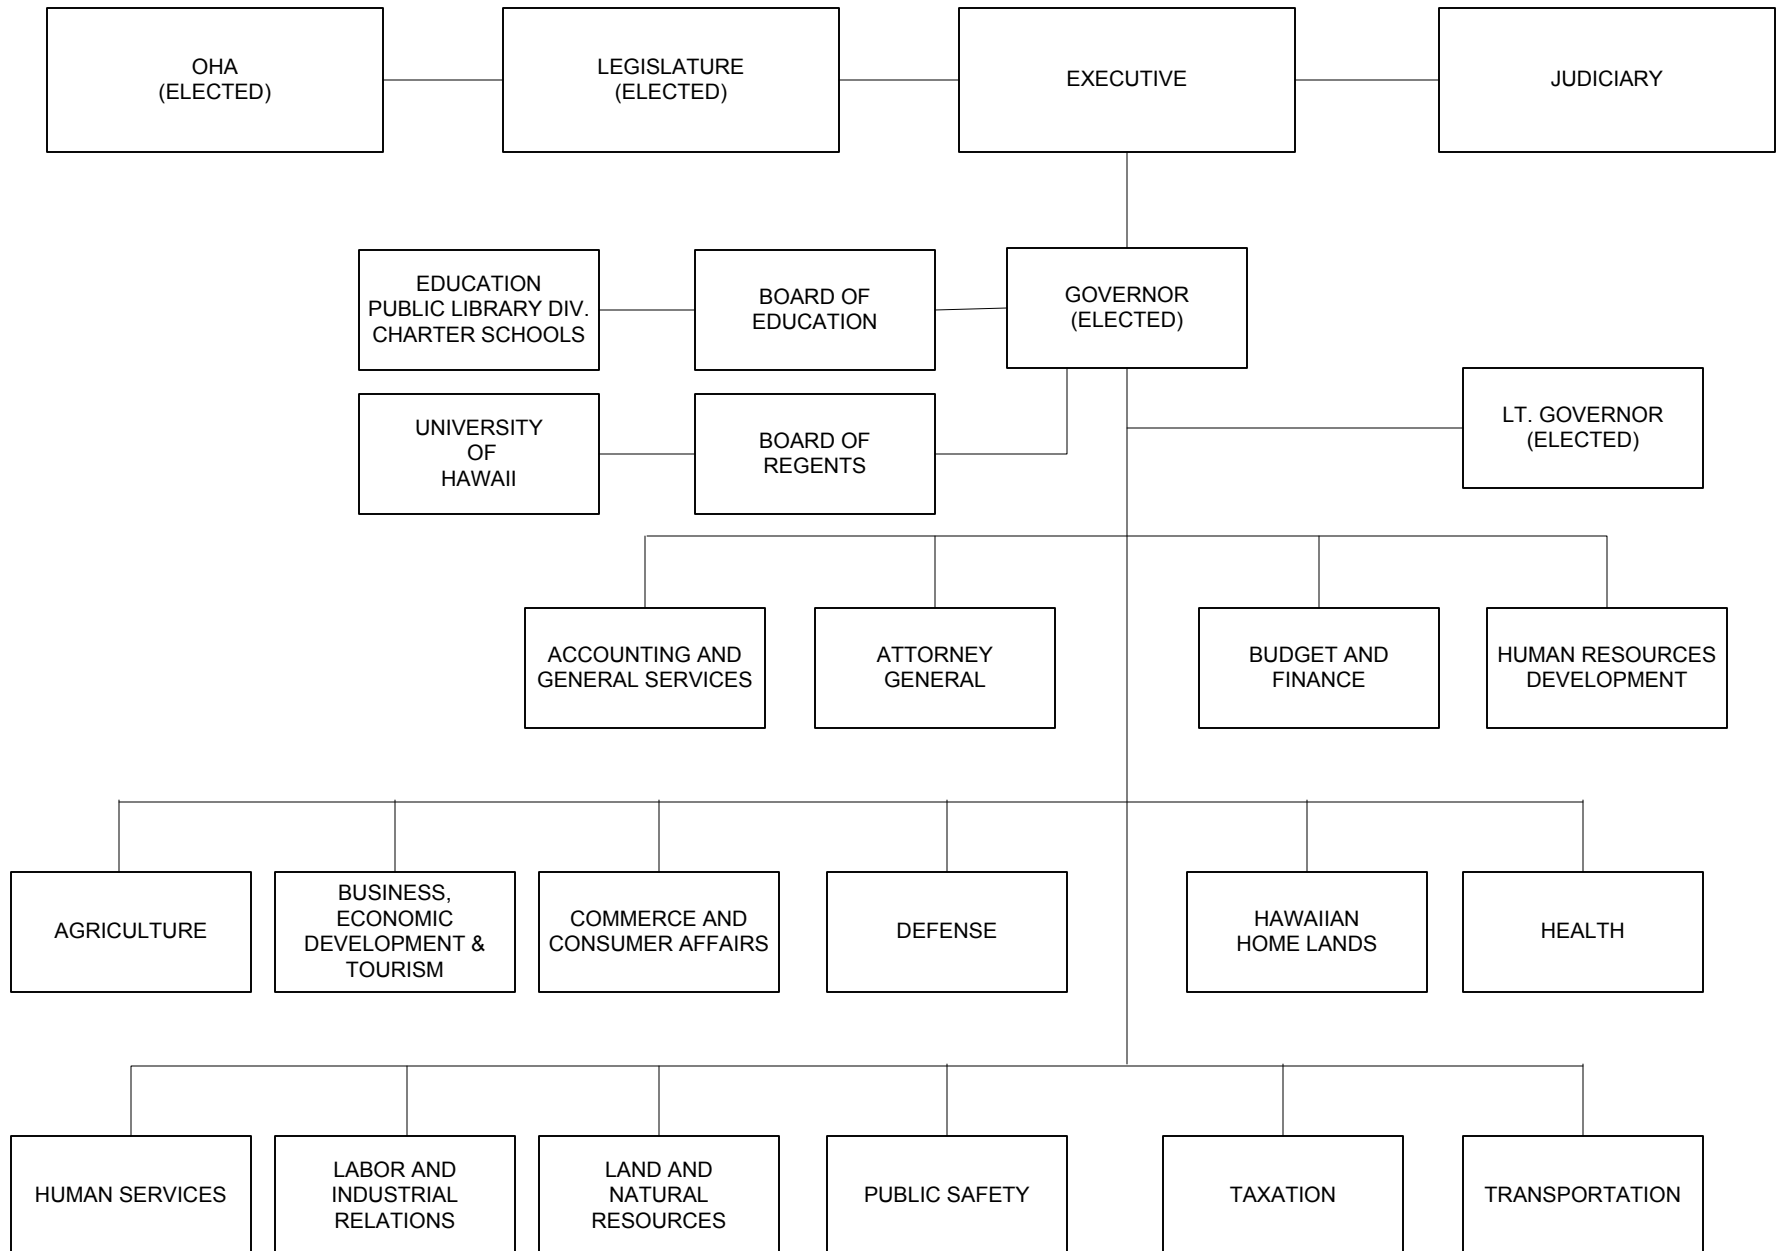 OHA
(ELECTED)
LEGISLATURE
(ELECTED)
EXECUTIVE
JUDICIARY
EDUCATION
PUBLIC LIBRARY DIV.
CHARTER SCHOOLS
BOARD OF
EDUCATION
GOVERNOR
(ELECTED)
UNIVERSITY
OF
HAWAII
BOARD OF
REGENTS
LT. GOVERNOR
(ELECTED)
ACCOUNTING AND
GENERAL SERVICES
ATTORNEY
GENERAL
BUDGET AND
FINANCE
HUMAN RESOURCES
DEVELOPMENT
AGRICULTURE
BUSINESS,
ECONOMIC
DEVELOPMENT &
TOURISM
COMMERCE AND
CONSUMER AFFAIRS
DEFENSE
HAWAIIAN
HOME LANDS
HEALTH
HUMAN SERVICES
LABOR AND
INDUSTRIAL
RELATIONS
LAND AND
NATURAL
RESOURCES
PUBLIC SAFETY
TAXATION
TRANSPORTATION